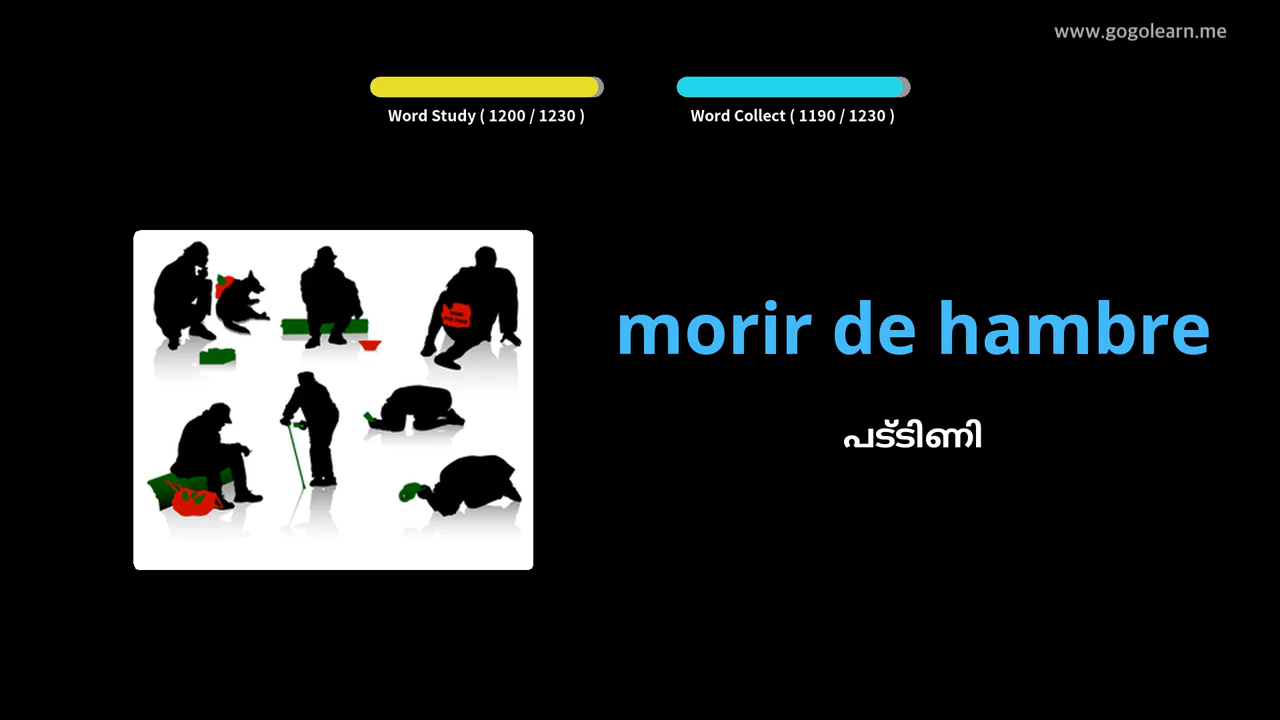 www.gogolearn.me
Word Study ( 1200 / 1230 )
Word Collect ( 1190 / 1230 )
morir de hambre
പട്ടിണി